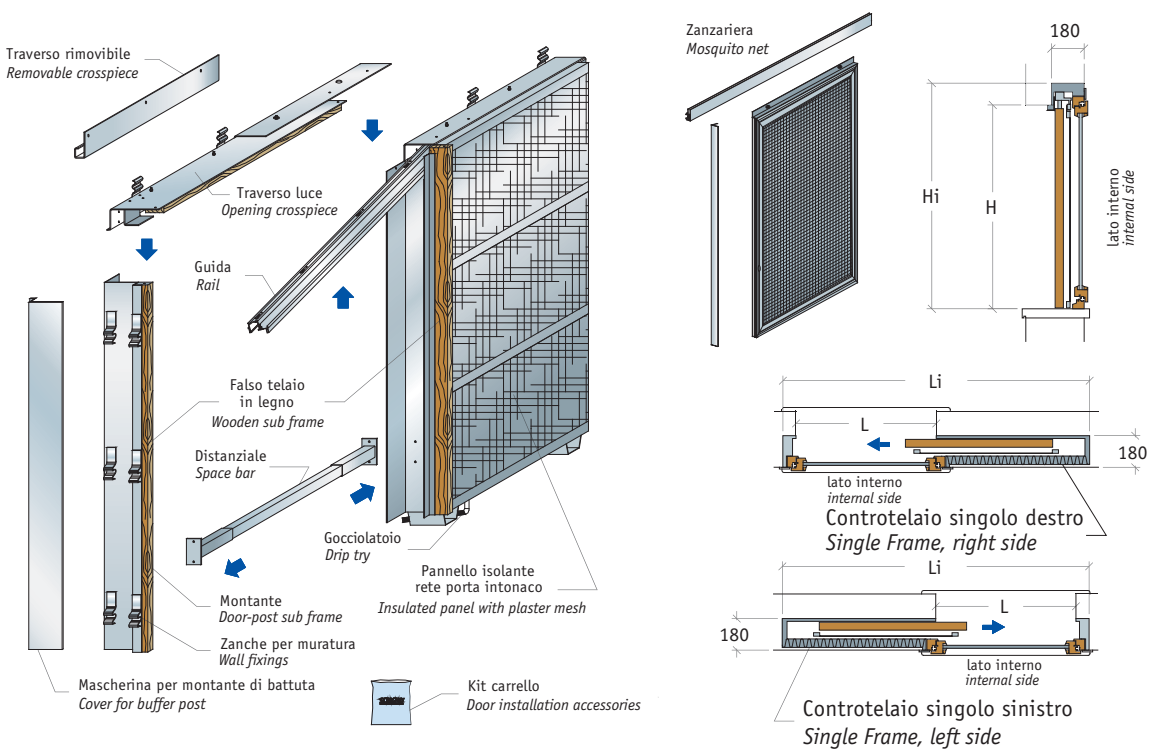 Traverso rimovibile
Removable crosspiece
Traverso luce
Opening crosspiece
Guida
Rail
Falso telaio
in legno
Wooden sub frame
Distanziale
Space bar
Gocciolatoio
Drip try
Pannello isolante
rete porta intonaco
Insulated panel with plaster mesh
Montante
Door-post sub frame
Zanche per muratura
Wall fixings
Mascherina per montante di battuta
Cover for buffer post
Kit carrello
Door installation accessories
Zanzariera
Mosquito net
180
Hi
H
lato interno
internal side
Li
L
180
lato interno
internal side
Controtelaio singolo destro
Single Frame, right side
Li
L
180
lato interno
internal side
Controtelaio singolo sinistro
Single Frame, left side